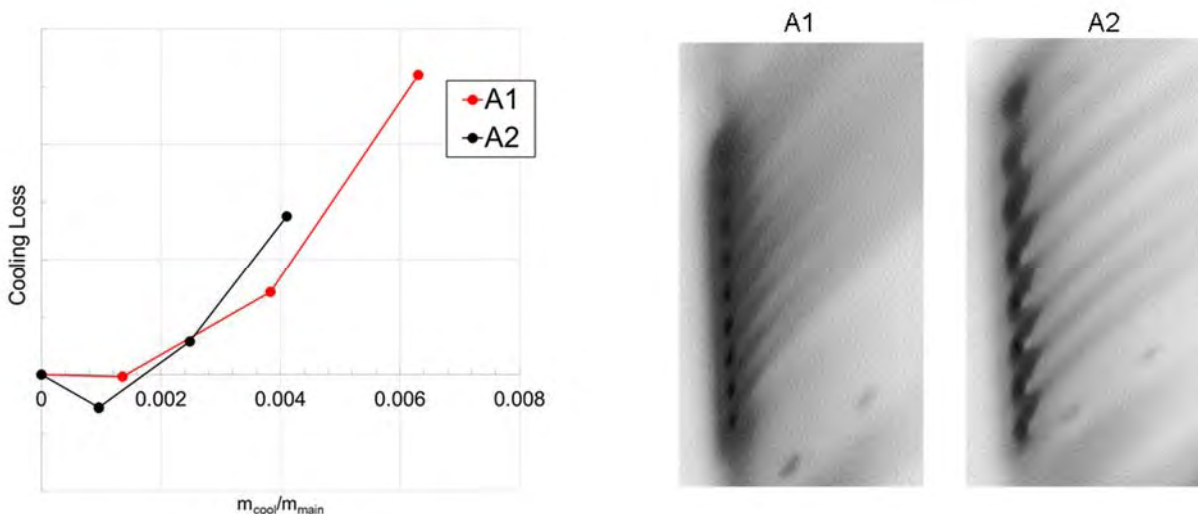 Cooling Loss
A1
A2
0
0.002
0.004
0.006
0.008
m_cool/m_main
A1
A2